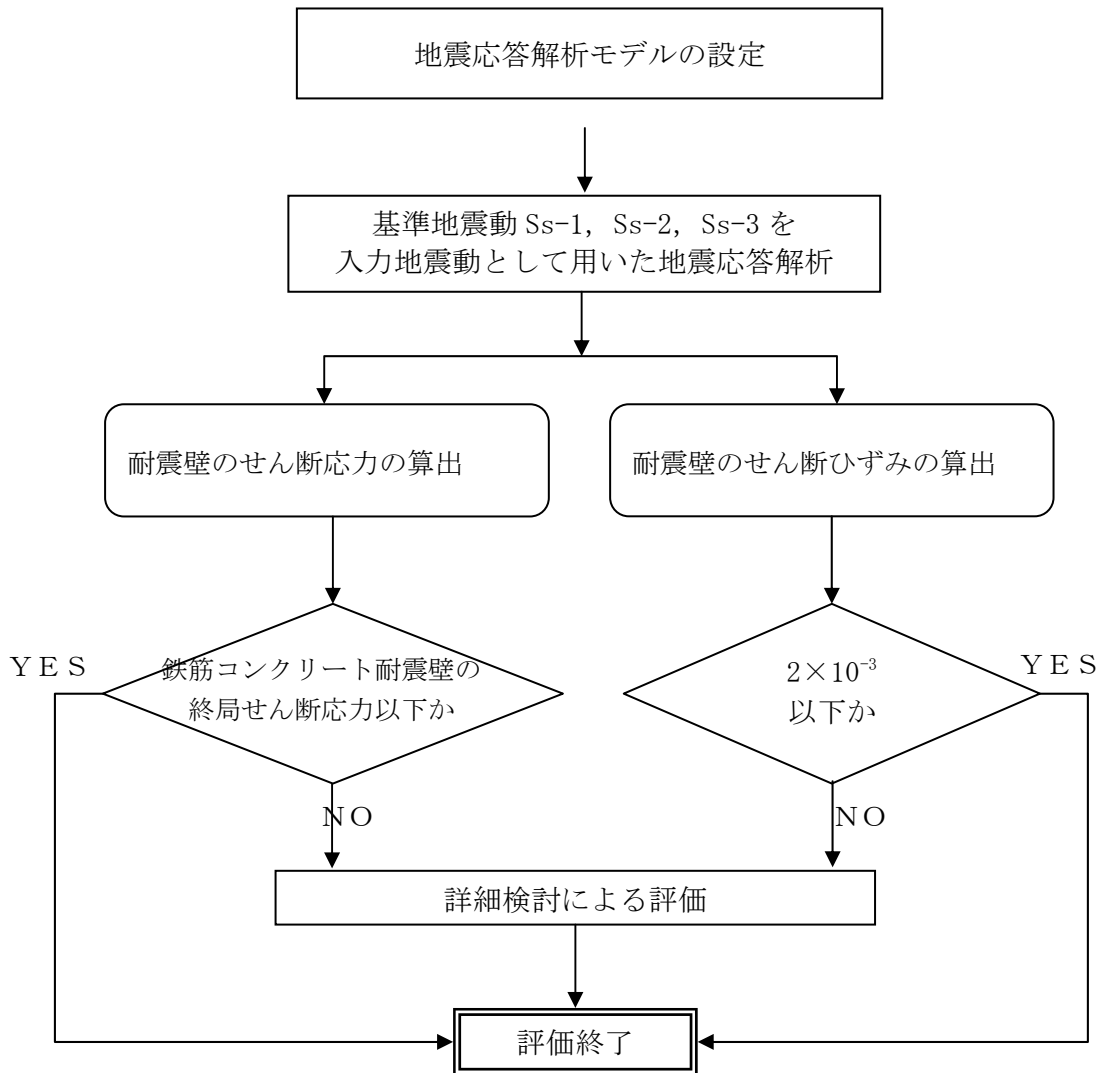 地震応答解析モデルの設定
基準地震動 Ss-1, Ss-2, Ss-3 を
入力地震動として用いた地震応答解析
耐震壁のせん断応力の算出
耐震壁のせん断ひずみの算出
YES
鉄筋コンクリート耐震壁の
終局せん断応力以下か
2×10⁻³
以下か
YES
NO
NO
詳細検討による評価
評価終了